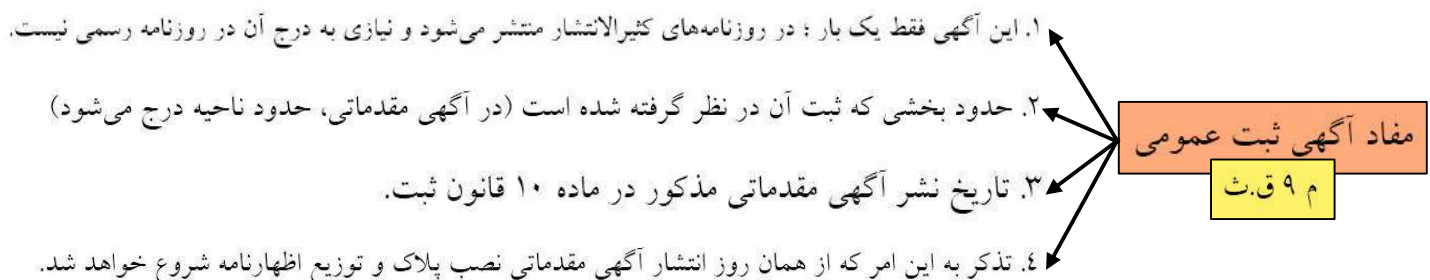 مفاد آگهی ثبت عمومی
م ۹ ق.ث
۱. این آگهی فقط یک بار ؛ در روزنامه‌های کثیرالانتشار منتشر می‌شود و نیازی به درج آن در روزنامه رسمی نیست.
۲. حدود بخشی که ثبت آن در نظر گرفته شده است (در آگهی مقدماتی، حدود ناحیه درج می‌شود)
۳. تاریخ نشر آگهی مقدماتی مذکور در ماده ۱۰ قانون ثبت.
٤. تذکر به این امر که از همان روز انتشار آگهی مقدماتی نصب پلاک و توزیع اظهارنامه شروع خواهد شد.